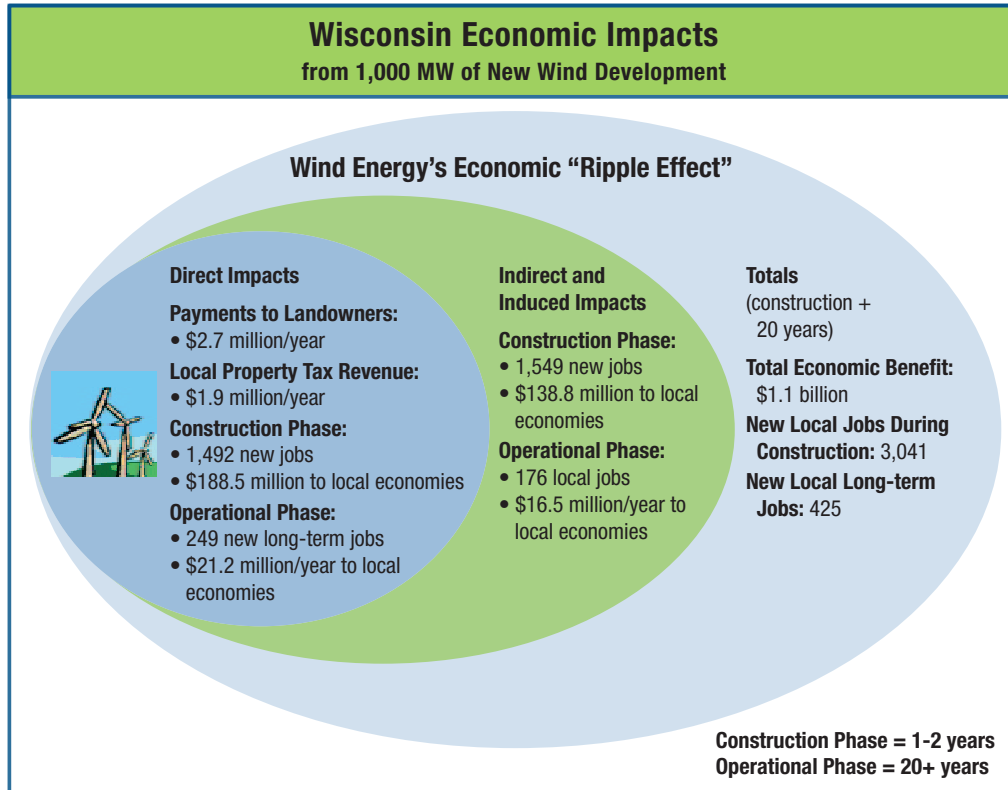 Wisconsin Economic Impacts
from 1,000 MW of New Wind Development
Wind Energy’s Economic “Ripple Effect”
Direct Impacts
Payments to Landowners:
• $2.7 million/year
Local Property Tax Revenue:
• $1.9 million/year
Construction Phase:
• 1,492 new jobs
• $188.5 million to local economies
Operational Phase:
• 249 new long-term jobs
• $21.2 million/year to local
economies
Indirect and
Induced Impacts
Construction Phase:
• 1,549 new jobs
• $138.8 million to local
economies
Operational Phase:
• 176 local jobs
• $16.5 million/year to
local economies
Totals
(construction +
20 years)
Total Economic Benefit:
$1.1 billion
New Local Jobs During
Construction: 3,041
New Local Long-term
Jobs: 425
Construction Phase = 1-2 years
Operational Phase = 20+ years